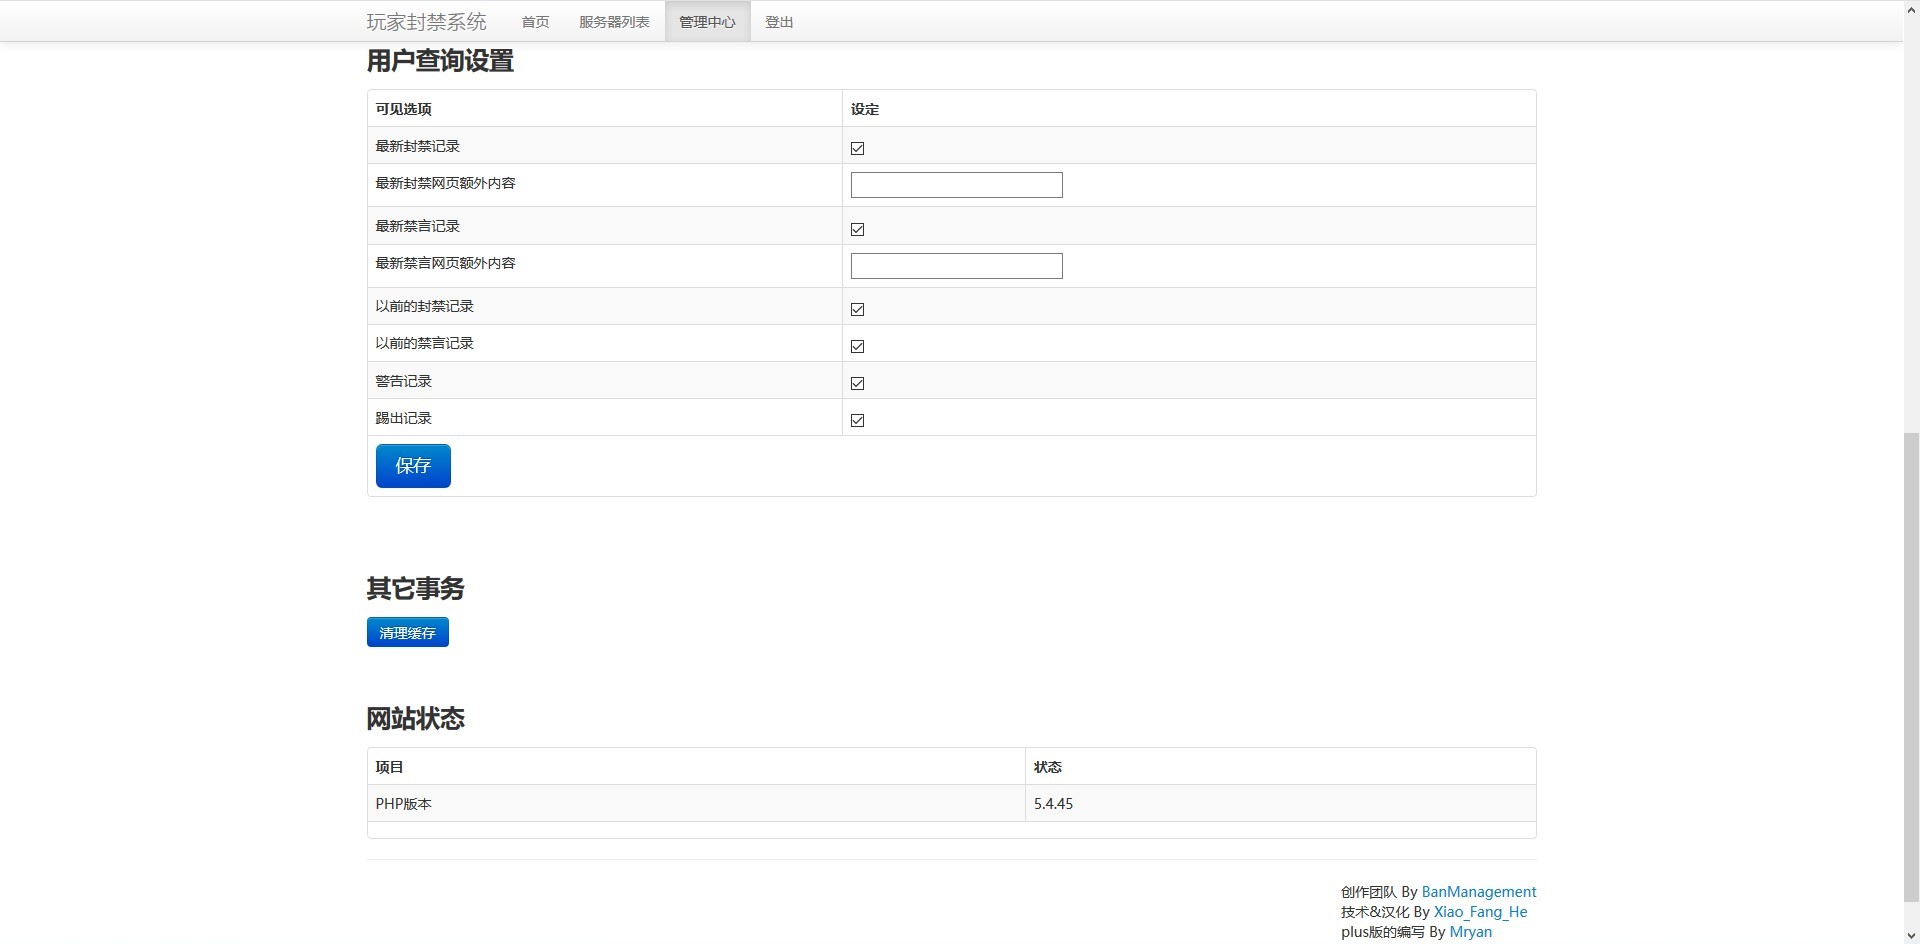 玩家封禁系统 首页 服务器列表 管理中心 登出
用户查询设置
可见选项 设定
最新封禁记录
最新封禁网页额外内容
最新禁言记录
最新禁言网页额外内容
以前的封禁记录
以前的禁言记录
警告记录
踢出记录
保存
其它事务
清理缓存
网站状态
项目 状态
PHP版本 5.4.45
创作团队 By BanManagement
技术&汉化 By Xiao_Fang_He
plus版的编写 By Mryan